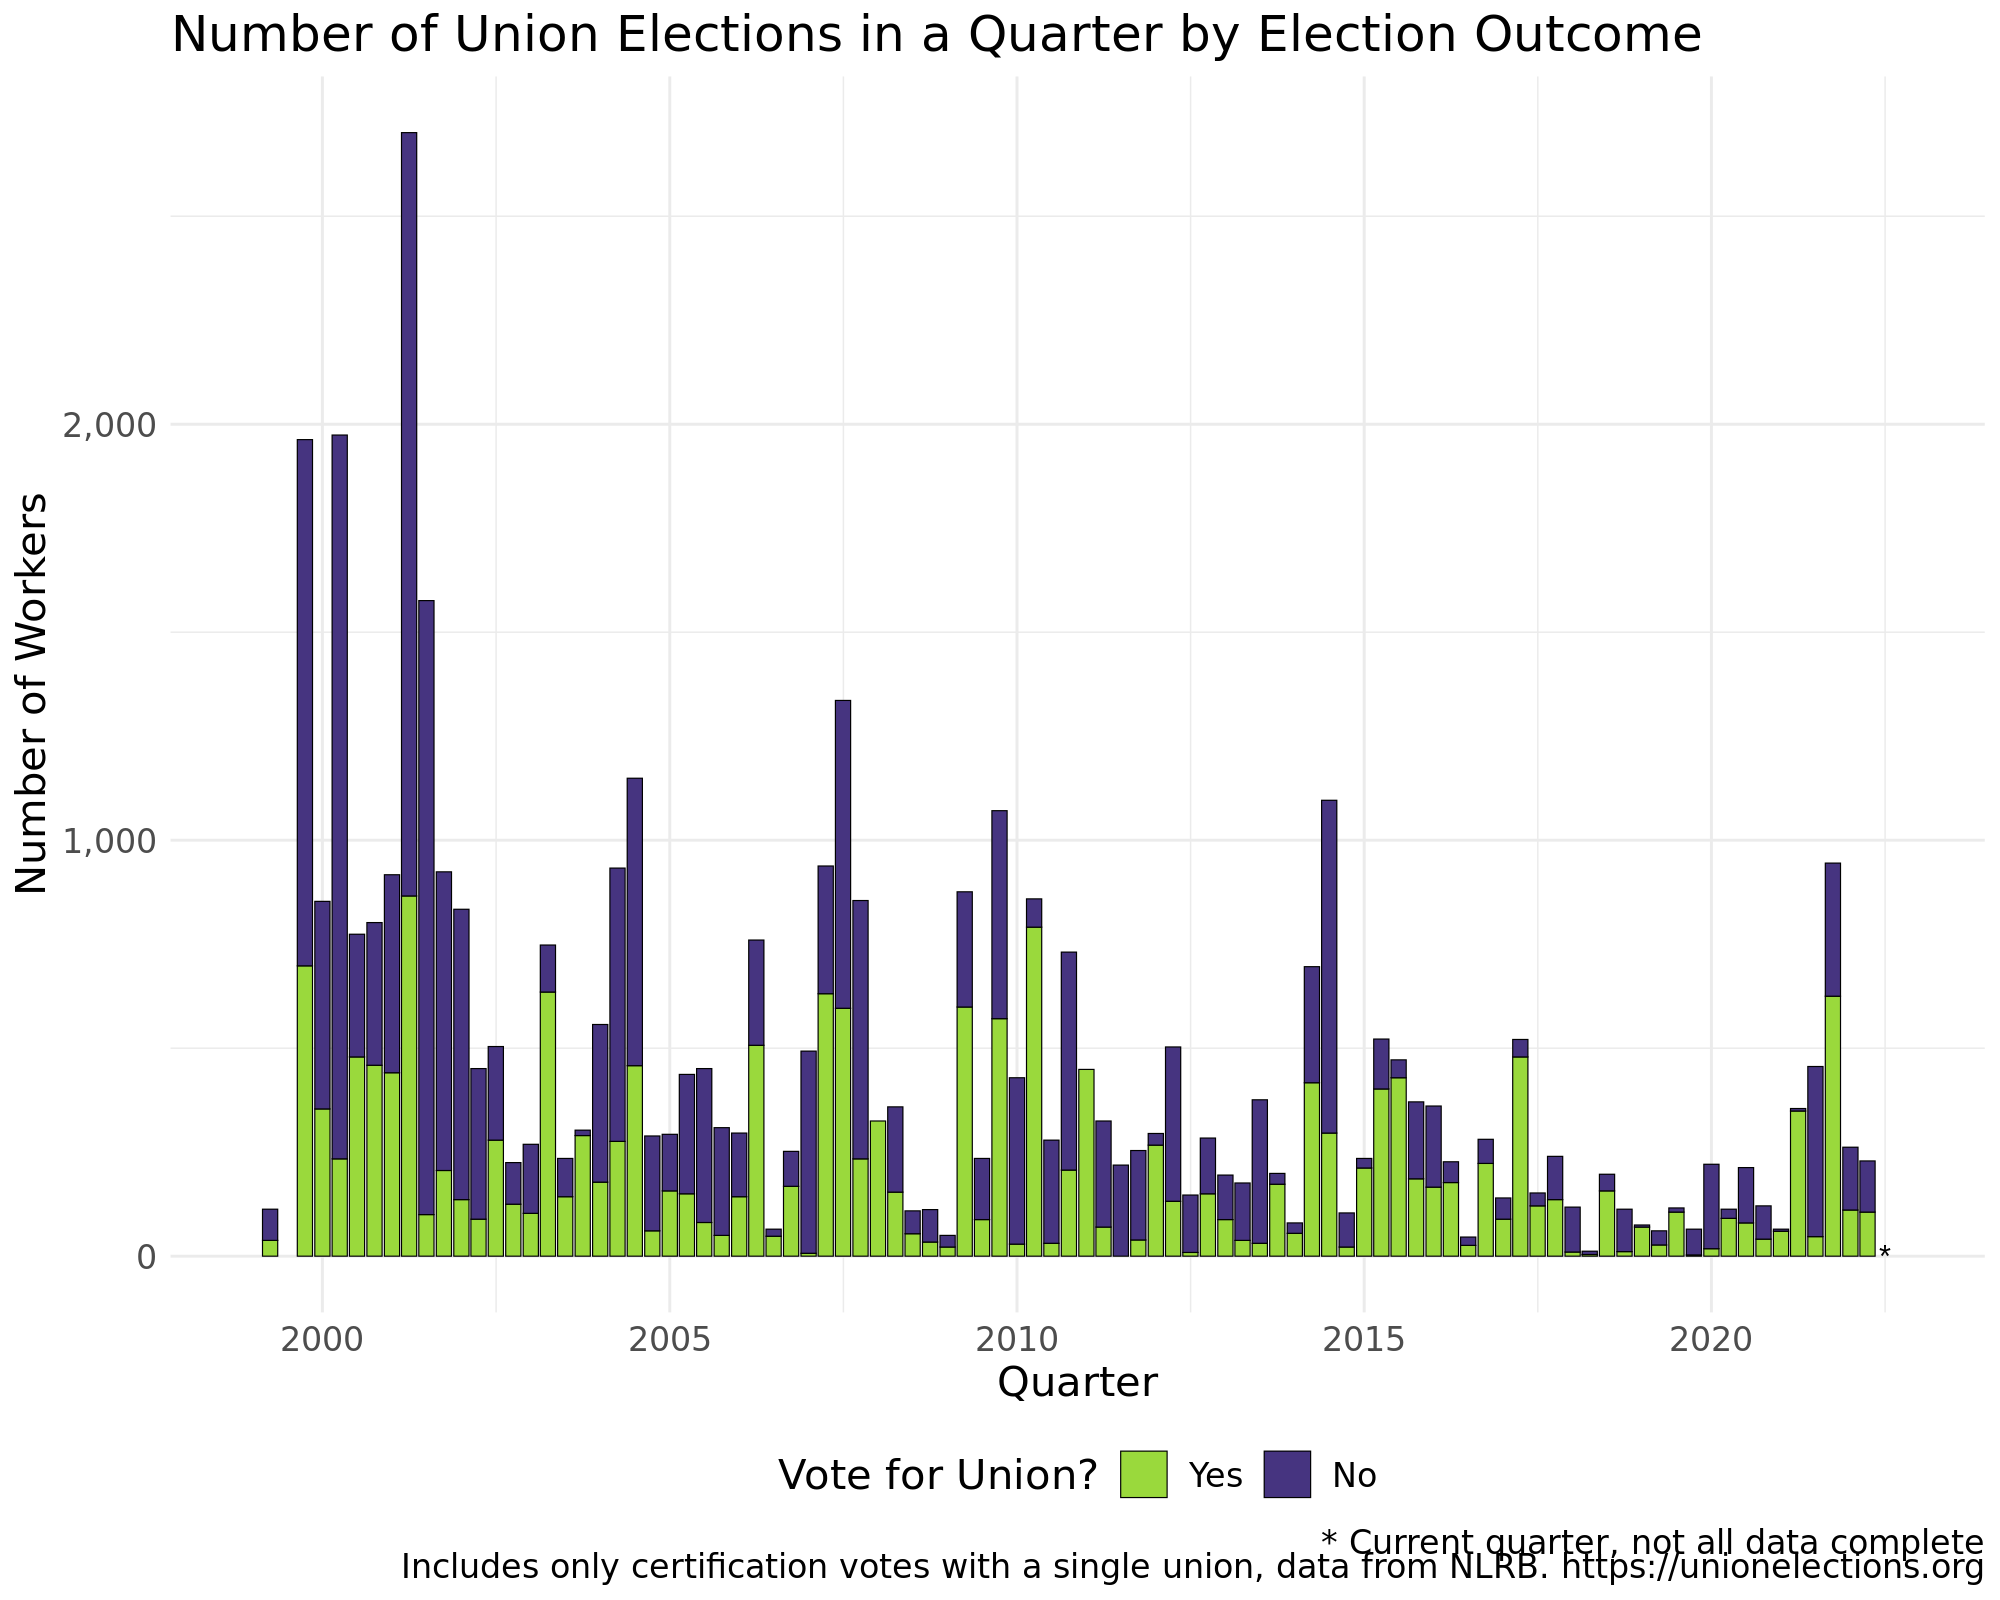 Number of Union Elections in a Quarter by Election Outcome
Number of Workers
2,000
1,000
0
*
2000 2005 2010 2015 2020
Quarter
Vote for Union? Yes No
* Current quarter, not all data complete
Includes only certification votes with a single union, data from NLRB. https://unionelections.org